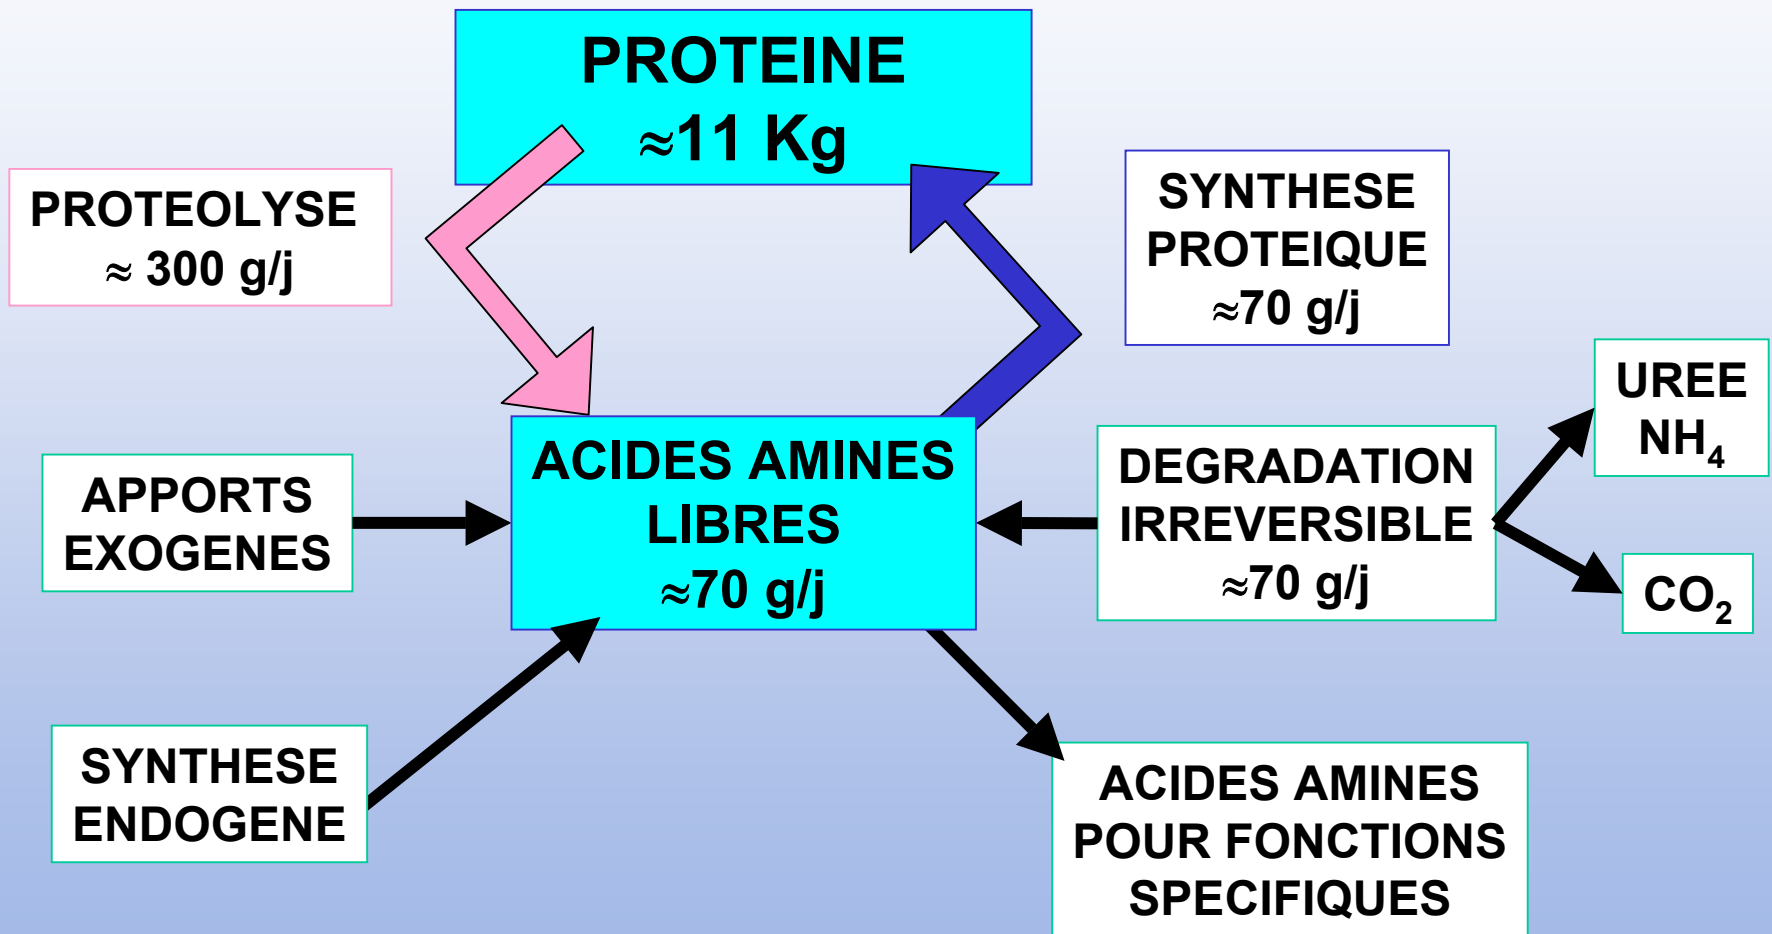 PROTEINE
≈11 Kg
PROTEOLYSE
≈ 300 g/j
SYNTHESE
PROTEIQUE
≈70 g/j
UREE
NH₄
ACIDES AMINES
LIBRES
≈70 g/j
DEGRADATION
IRREVERSIBLE
≈70 g/j
APPORTS
EXOGENES
CO₂
SYNTHESE
ENDOGENE
ACIDES AMINES
POUR FONCTIONS
SPECIFIQUES